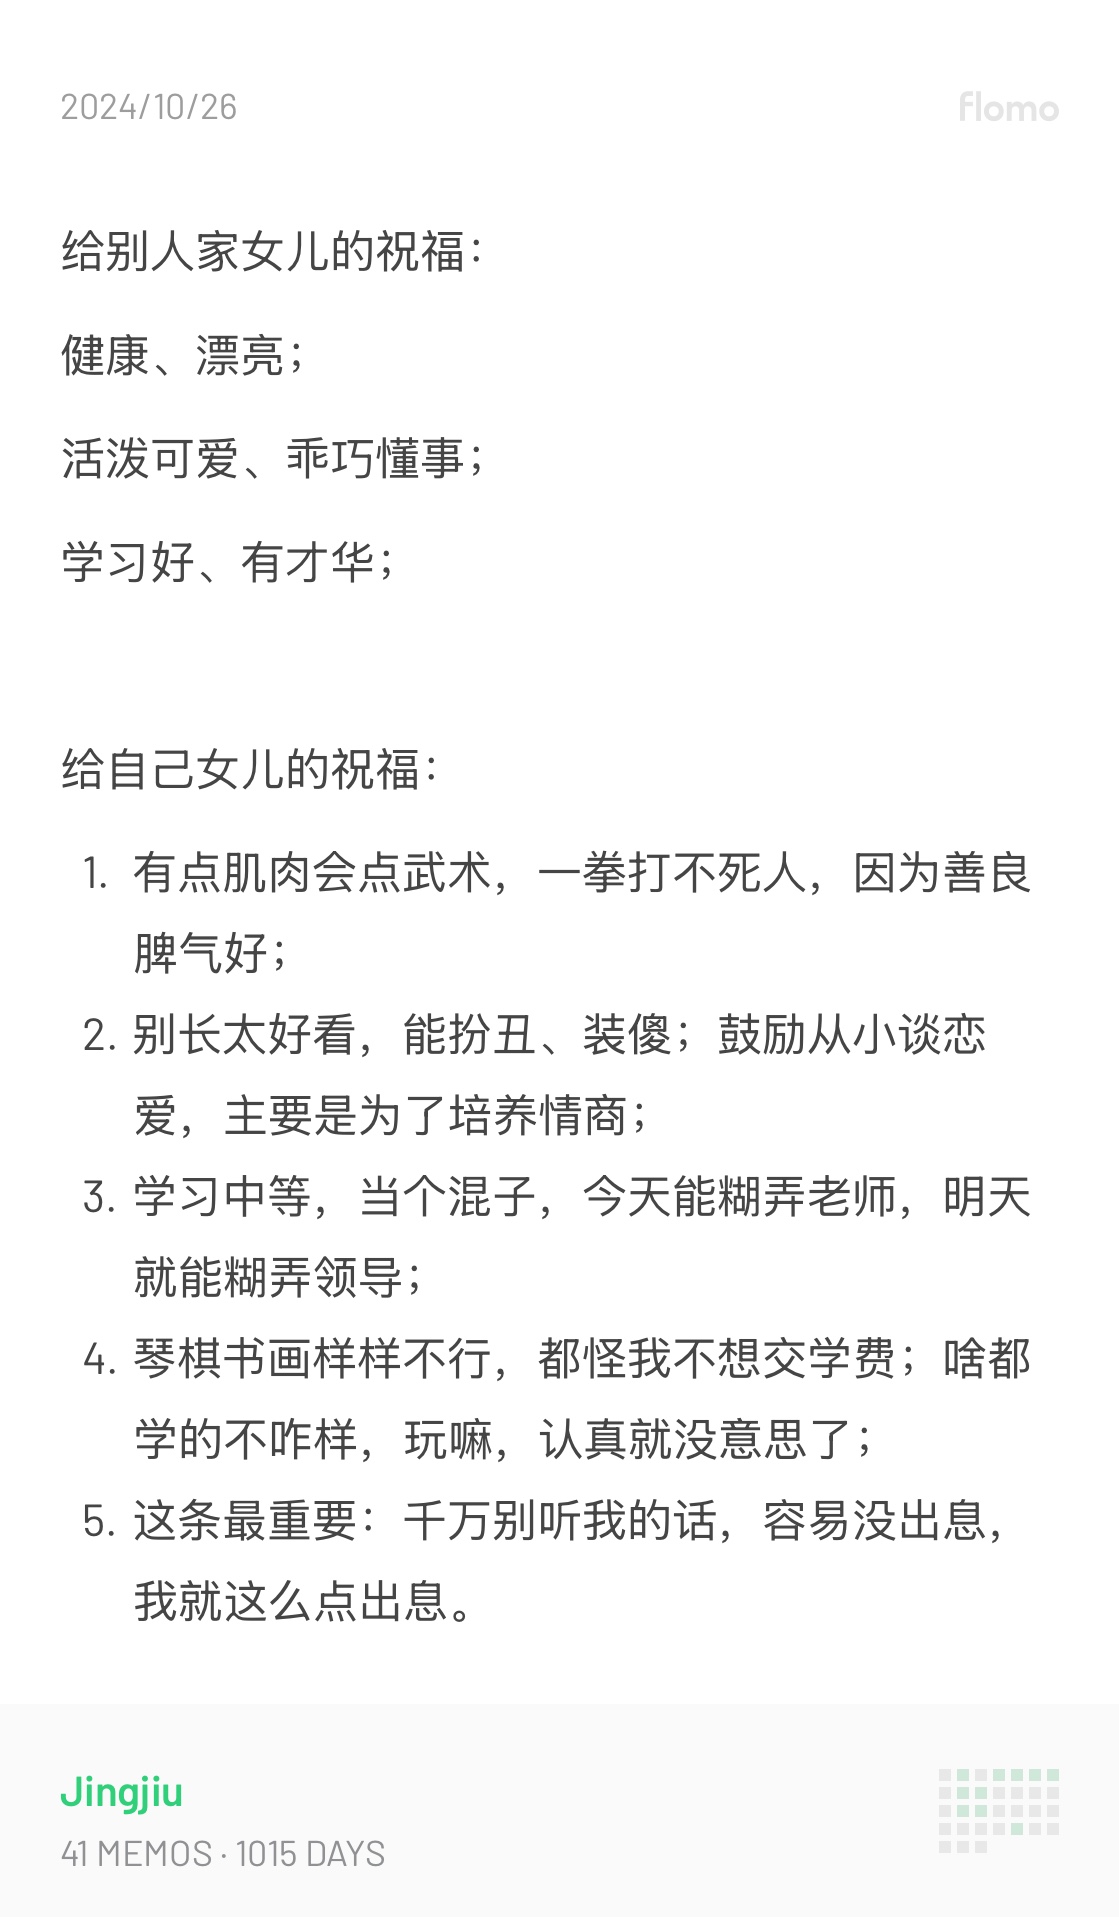 2024/10/26
flomo
给别人家女儿的祝福：
健康、漂亮；
活泼可爱、乖巧懂事；
学习好、有才华；
给自己女儿的祝福：
1. 有点肌肉会点武术，一拳打不死人，因为善良
脾气好；
2. 别长太好看，能扮丑、装傻；鼓励从小谈恋
爱，主要是为了培养情商；
3. 学习中等，当个混子，今天能糊弄老师，明天
就能糊弄领导；
4. 琴棋书画样样不行，都怪我不想交学费；啥都
学的不咋样，玩嘛，认真就没意思了；
5. 这条最重要：千万别听我的话，容易没出息，
我就这么点出息。
Jingjiu
41 MEMOS · 1015 DAYS